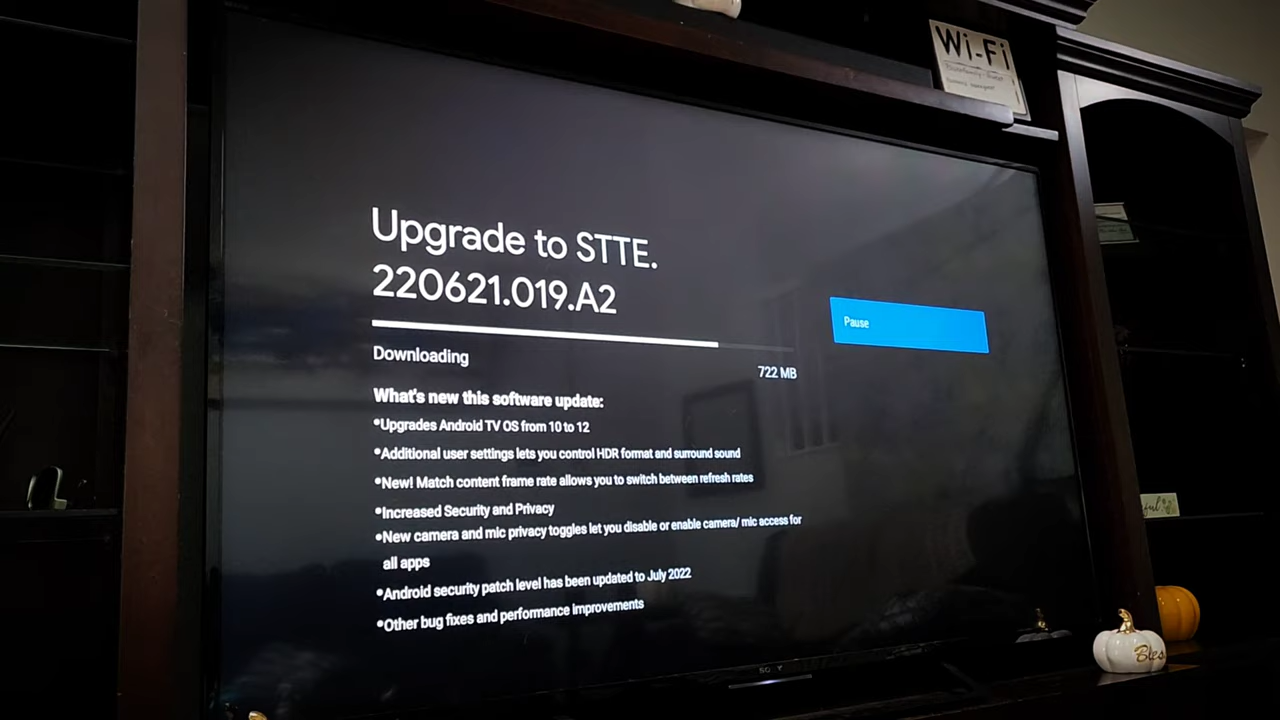 Wi-Fi
Upgrade to STTE.
220621.019.A2
Pause
Downloading
722 MB
What's new this software update:
•Upgrades Android TV OS from 10 to 12
•Additional user settings lets you control HDR format and surround sound
•New! Match content frame rate allows you to switch between refresh rates
•Increased Security and Privacy
•New camera and mic privacy toggles let you disable or enable camera/ mic access for
all apps
•Android security patch level has been updated to July 2022
•Other bug fixes and performance improvements
SONY